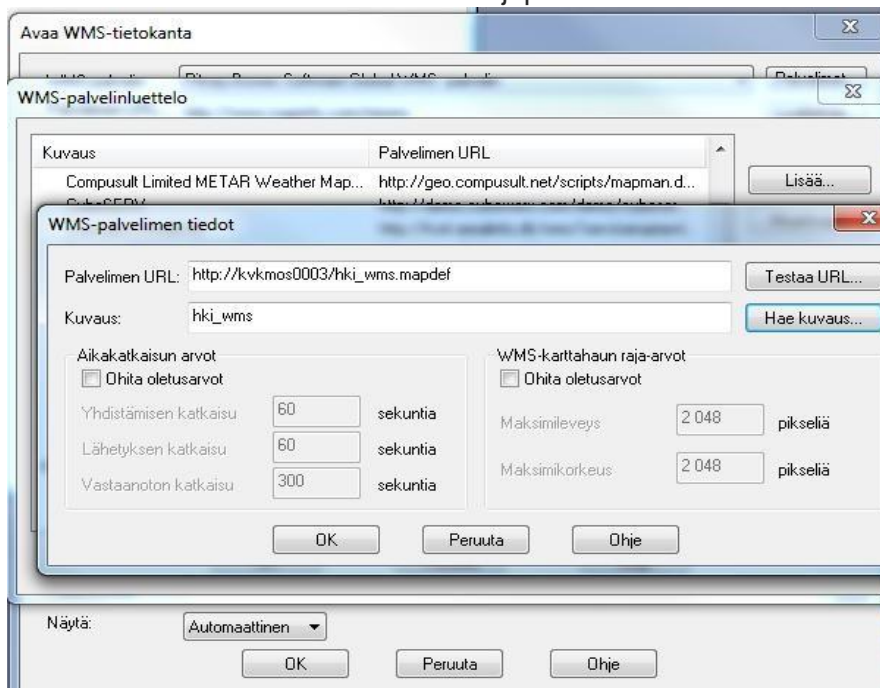 Avaa WMS-tietokanta
WMS-palvelinluettelo
Kuvaus Palvelimen URL
Compusult Limited METAR Weather Map... http://geo.compusult.net/scripts/mapman.d...
Lisää...
WMS-palvelimen tiedot
Palvelimen URL: http://kvkmos0003/hki_wms.mapdef Testaa URL...
Kuvaus: hki_wms Hae kuvaus...
Aikakatkaisun arvot WMS-karttahaun raja-arvot
Ohita oletusarvot Ohita oletusarvot
Yhdistämisen katkaisu 60 sekuntia
Maksimileveys 2 048 pikseliä
Lähetyksen katkaisu 60 sekuntia
Maksimikorkeus 2 048 pikseliä
Vastaanoton katkaisu 300 sekuntia
OK Peruuta Ohje
Näytä: Automaattinen
OK Peruuta Ohje